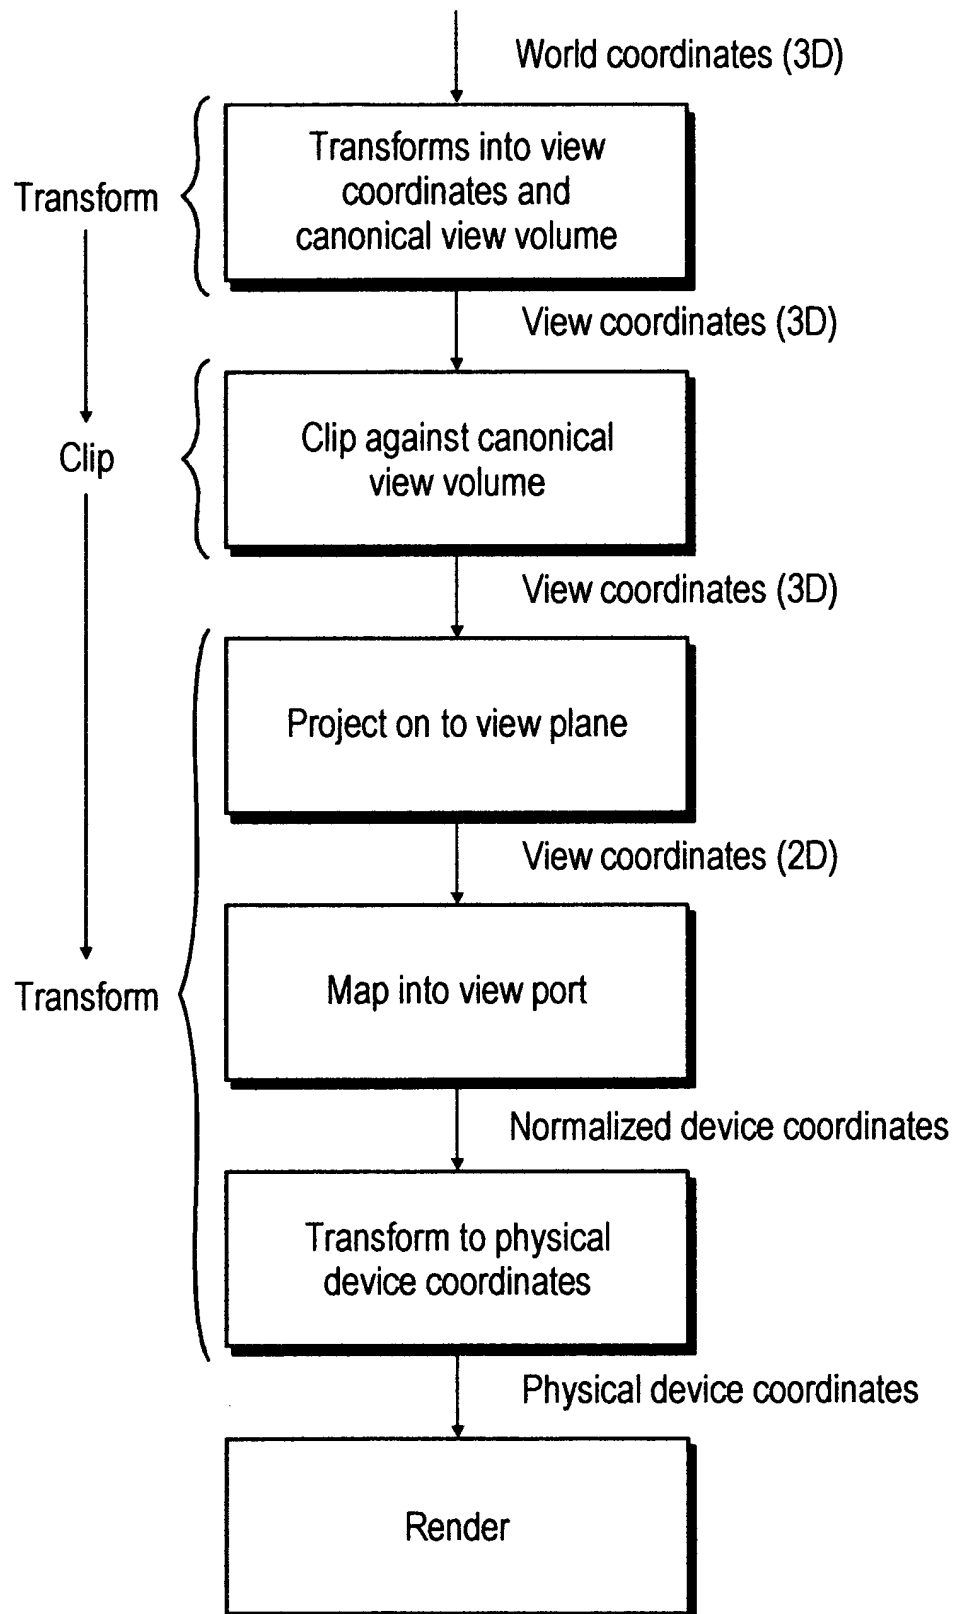 World coordinates (3D)
Transforms into view
coordinates and
canonical view volume
Transform
View coordinates (3D)
Clip against canonical
view volume
Clip
View coordinates (3D)
Project on to view plane
View coordinates (2D)
Map into view port
Transform
Normalized device coordinates
Transform to physical
device coordinates
Physical device coordinates
Render